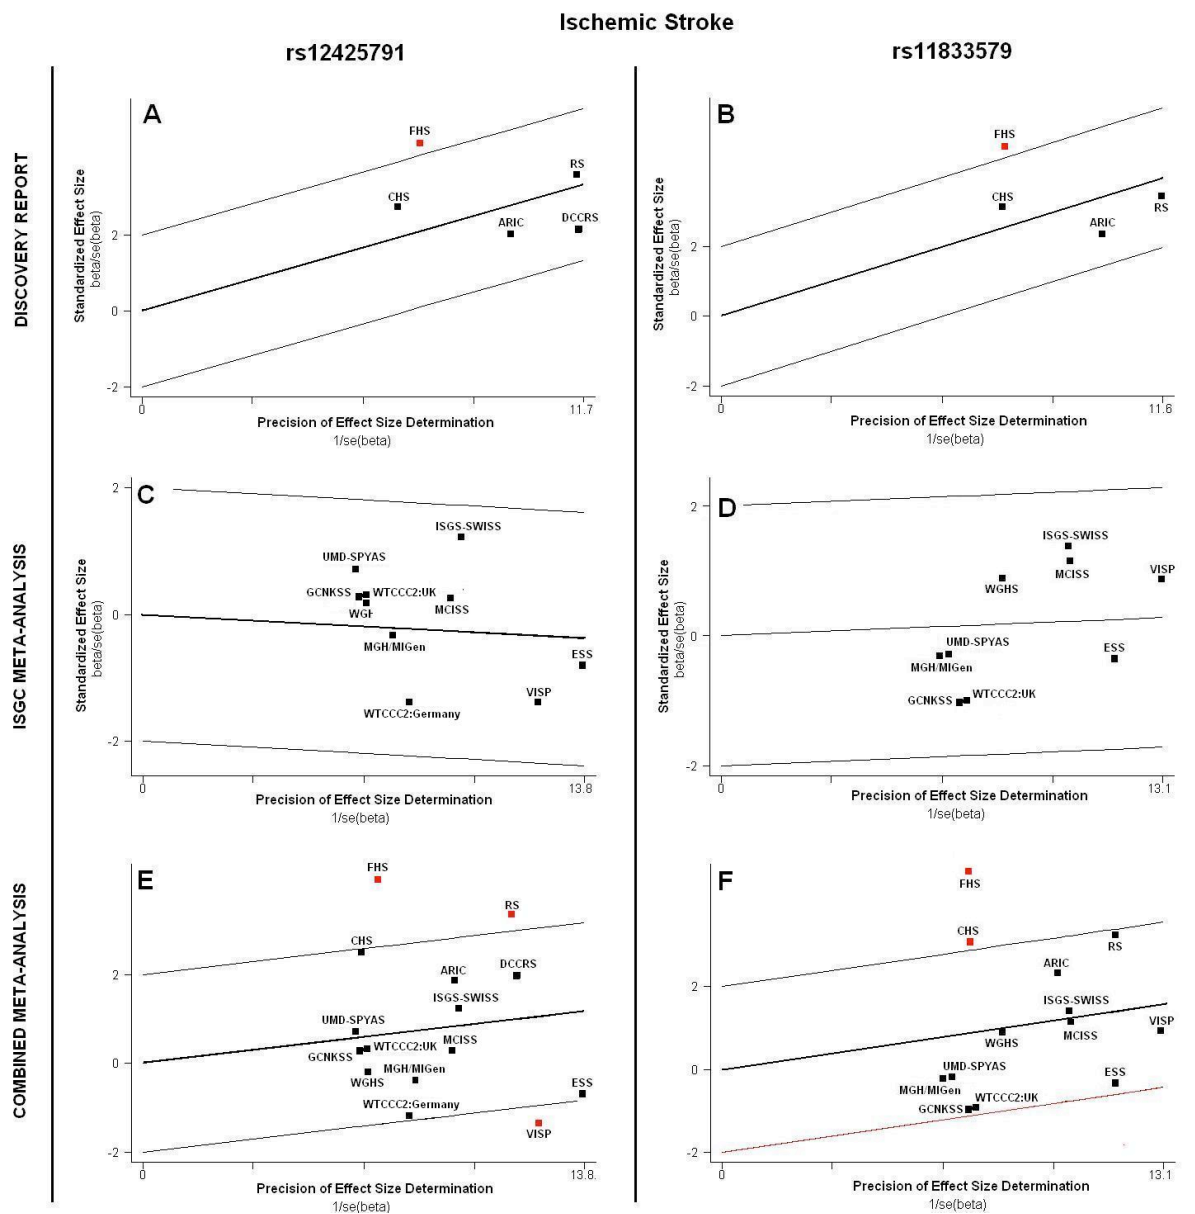 Ischemic Stroke
rs12425791
rs11833579
DISCOVERY REPORT
A
FHS
RS
CHS
ARIC
DCCRS
Standardized Effect Size
beta/se(beta)
2
0
-2
0
11.7
Precision of Effect Size Determination
1/se(beta)
B
FHS
CHS
RS
ARIC
Standardized Effect Size
beta/se(beta)
2
0
-2
0
11.6
Precision of Effect Size Determination
1/se(beta)
ISGC META-ANALYSIS
C
ISGS-SWISS
UMD-SPYAS
GCNKSS
WTCCC2:UK
WGH
MCISS
MGH/MIGen
ESS
VISP
WTCCC2:Germany
Standardized Effect Size
beta/se(beta)
2
0
-2
0
13.8
Precision of Effect Size Determination
1/se(beta)
D
ISGS-SWISS
MCISS
VISP
WGHS
UMD-SPYAS
MGH/MIGen
ESS
GCNKSS
WTCCC2:UK
Standardized Effect Size
beta/se(beta)
2
0
-2
0
13.1
Precision of Effect Size Determination
1/se(beta)
COMBINED META-ANALYSIS
E
FHS
RS
CHS
ARIC
DCCRS
ISGS-SWISS
UMD-SPYAS
GCNKSS
WTCCC2:UK
MCISS
WGHS
MGH/MIGen
WTCCC2:Germany
ESS
VISP
2
0
-2
0
13.8
Precision of Effect Size Determination
1/se(beta)
F
FHS
CHS
RS
ARIC
ISGS-SWISS
MCISS
VISP
WGHS
UMD-SPYAS
MGH/MIGen
ESS
GCNKSS
WTCCC2:UK
2
0
-2
0
13.1
Precision of Effect Size Determination
1/se(beta)